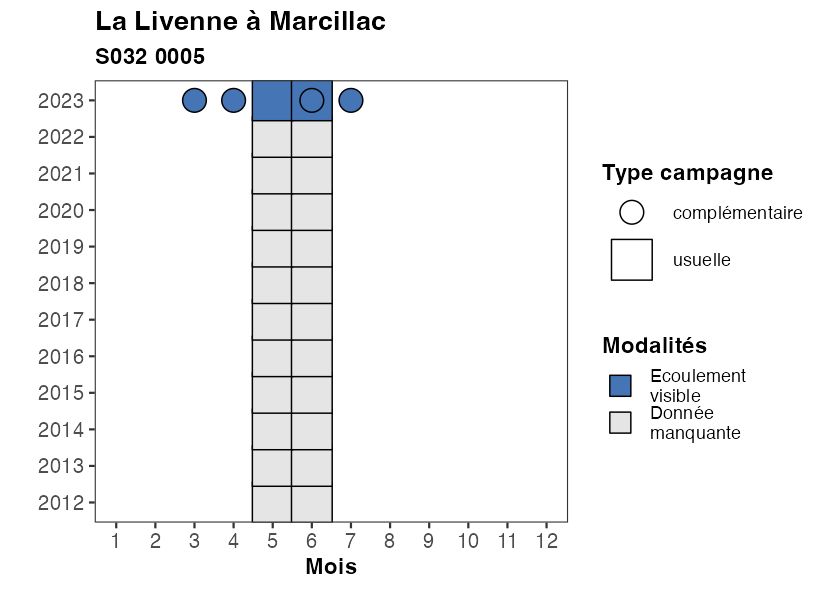 La Livenne à Marcillac
S032 0005
2023
2022
2021
2020
2019
2018
2017
2016
2015
2014
2013
2012
1 2 3 4 5 6 7 8 9 10 11 12
Mois
Type campagne
complémentaire
usuelle
Modalités
Ecoulement
visible
Donnée
manquante